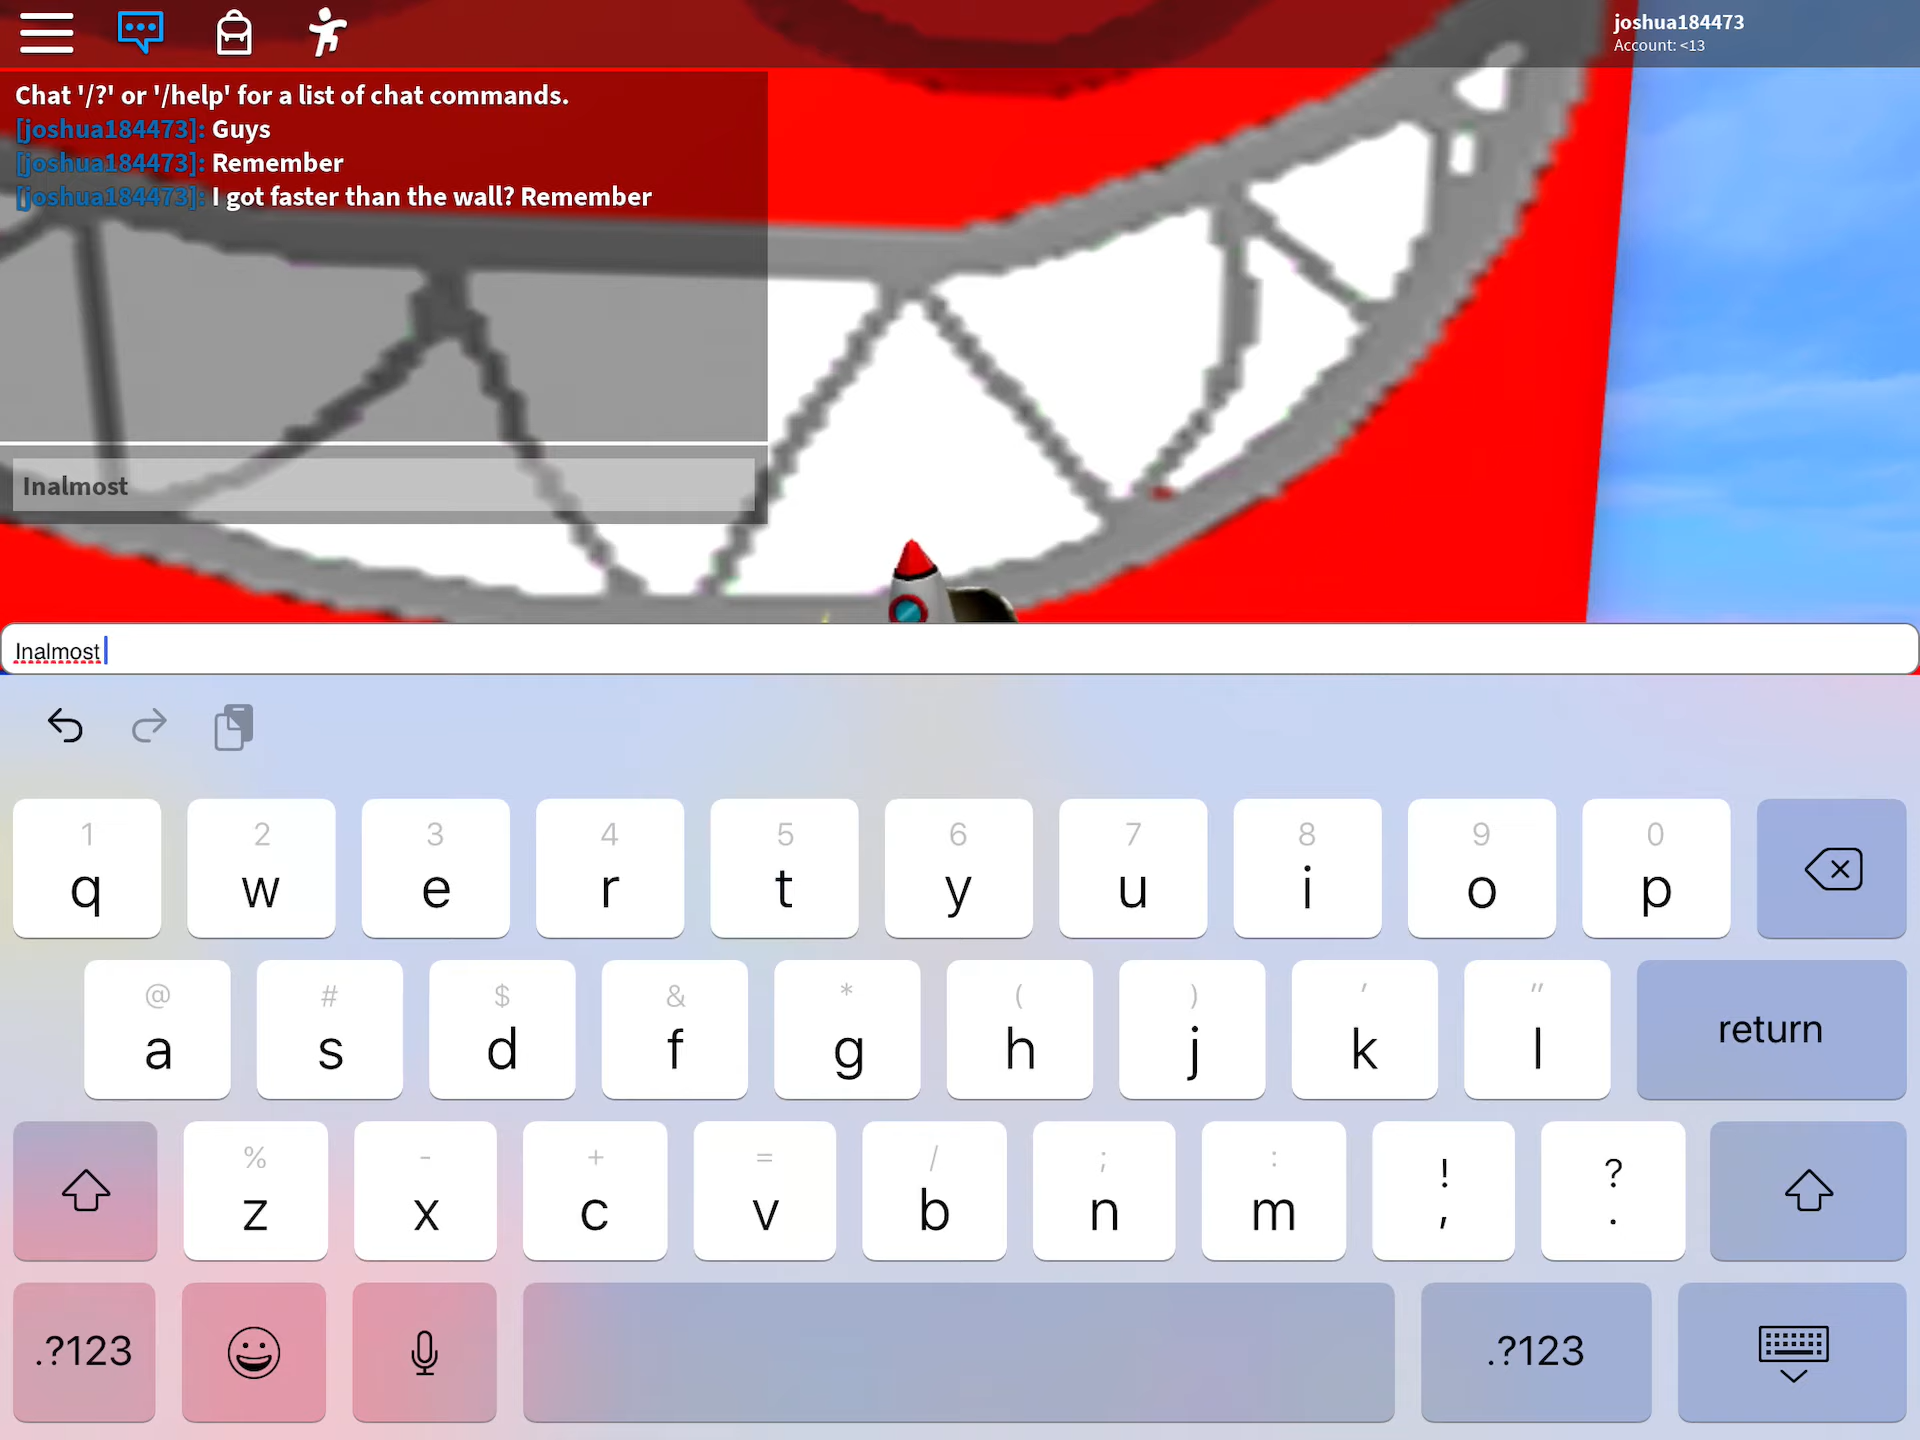 joshua184473
Account: <13
Chat '/?' or '/help' for a list of chat commands.
[joshua184473]: Guys
[joshua184473]: Remember
[joshua184473]: I got faster than the wall? Remember
Inalmost
Inalmost
1 2 3 4 5 6 7 8 9 0
q w e r t y u i o p
@ # $ & * ( ) ' "
a s d f g h j k l return
% - + = / ; : ! ?
z x c v b n m , .
.?123 .?123